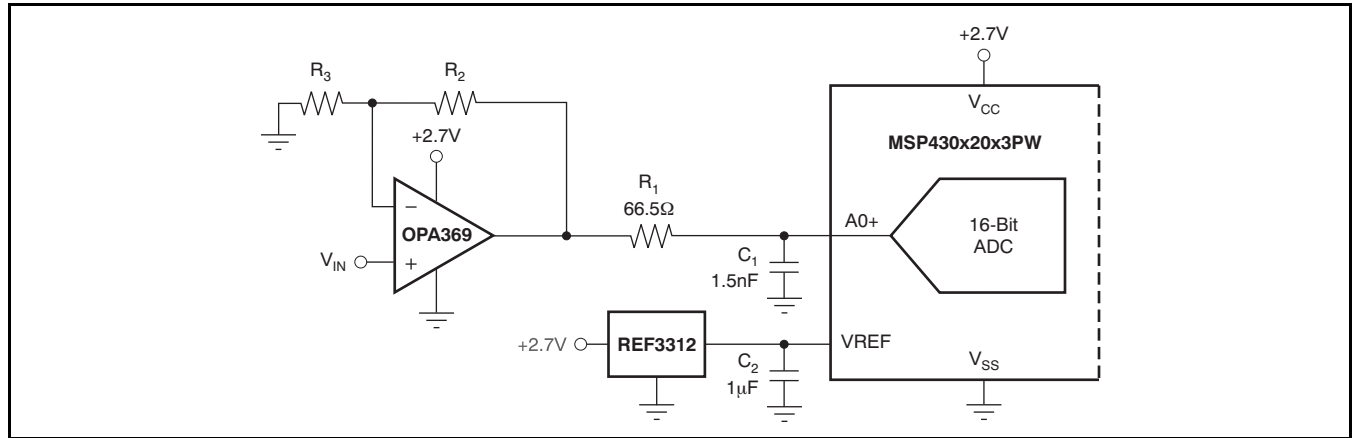 +2.7V
R3
R2
VCC
+2.7V
MSP430x20x3PW
R1
66.5Ω
−
OPA369
A0+
16-Bit
ADC
VIN
+
C1
1.5nF
+2.7V
REF3312
VREF
C2
1µF
VSS